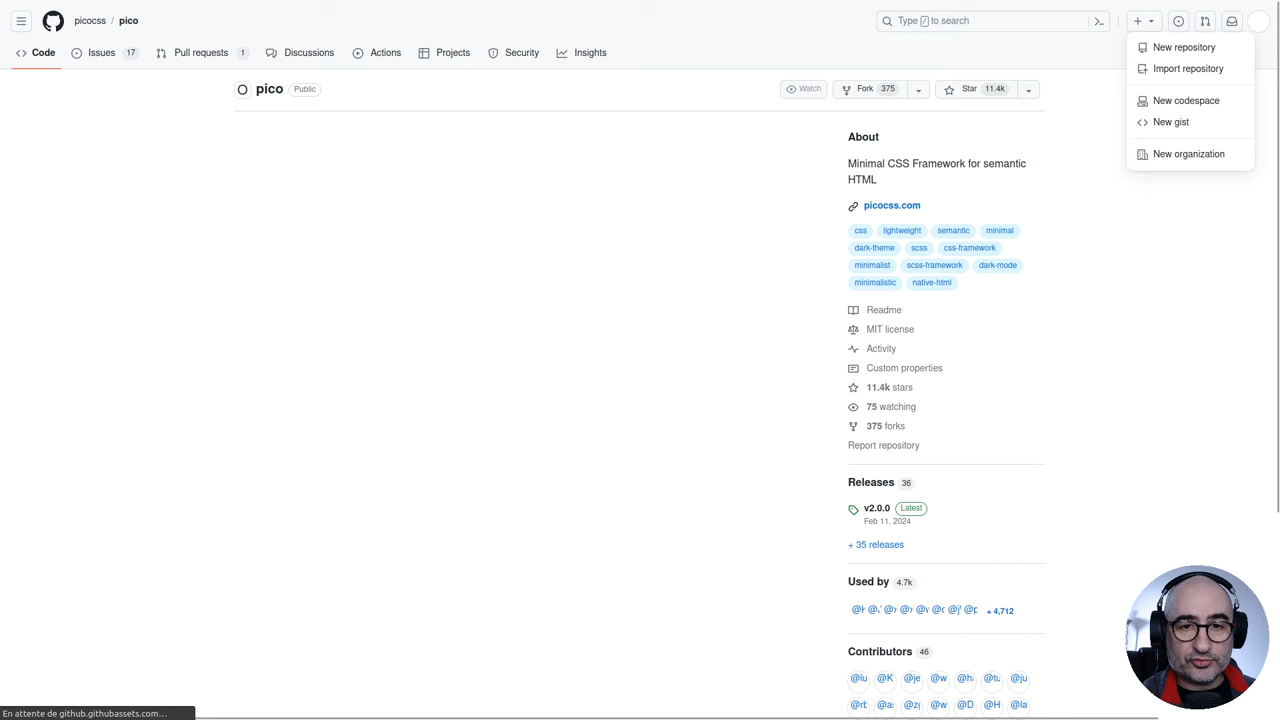 picocss / pico
Type / to search
Code
Issues 17
Pull requests 1
Discussions
Actions
Projects
Security
Insights
New repository
Import repository
New codespace
New gist
New organization
pico Public
Watch
Fork 375
Star 11.4k
About
Minimal CSS Framework for semantic
HTML
picocss.com
css lightweight semantic minimal
dark-theme scss css-framework
minimalist scss-framework dark-mode
minimalistic native-html
Readme
MIT license
Activity
Custom properties
11.4k stars
75 watching
375 forks
Report repository
Releases 36
v2.0.0 Latest
Feb 11, 2024
+ 35 releases
Used by 4.7k
+ 4,712
Contributors 46
@lu @K @je @w @h @tu @ju
@w @D @H @la
En attente de github.githubassets.com…